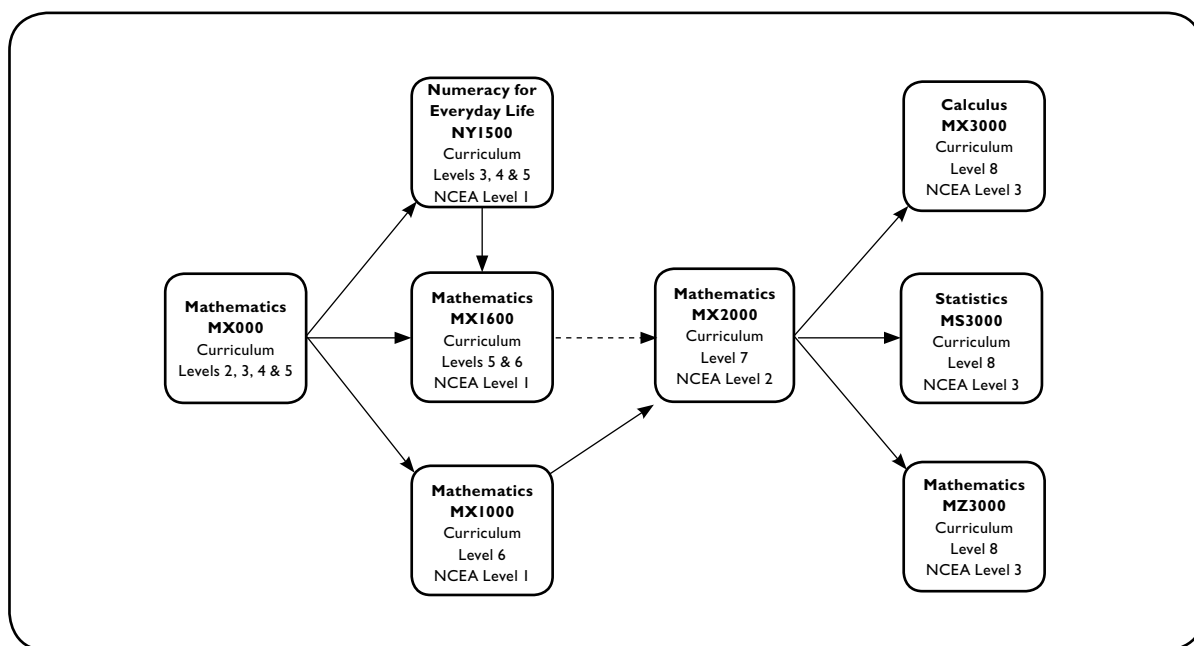 Numeracy for
Everyday Life
NY1500
Curriculum
Levels 3, 4 & 5
NCEA Level 1
Calculus
MX3000
Curriculum
Level 8
NCEA Level 3
Mathematics
MX000
Curriculum
Levels 2, 3, 4 & 5
Mathematics
MX1600
Curriculum
Levels 5 & 6
NCEA Level 1
Mathematics
MX2000
Curriculum
Level 7
NCEA Level 2
Statistics
MS3000
Curriculum
Level 8
NCEA Level 3
Mathematics
MX1000
Curriculum
Level 6
NCEA Level 1
Mathematics
MZ3000
Curriculum
Level 8
NCEA Level 3